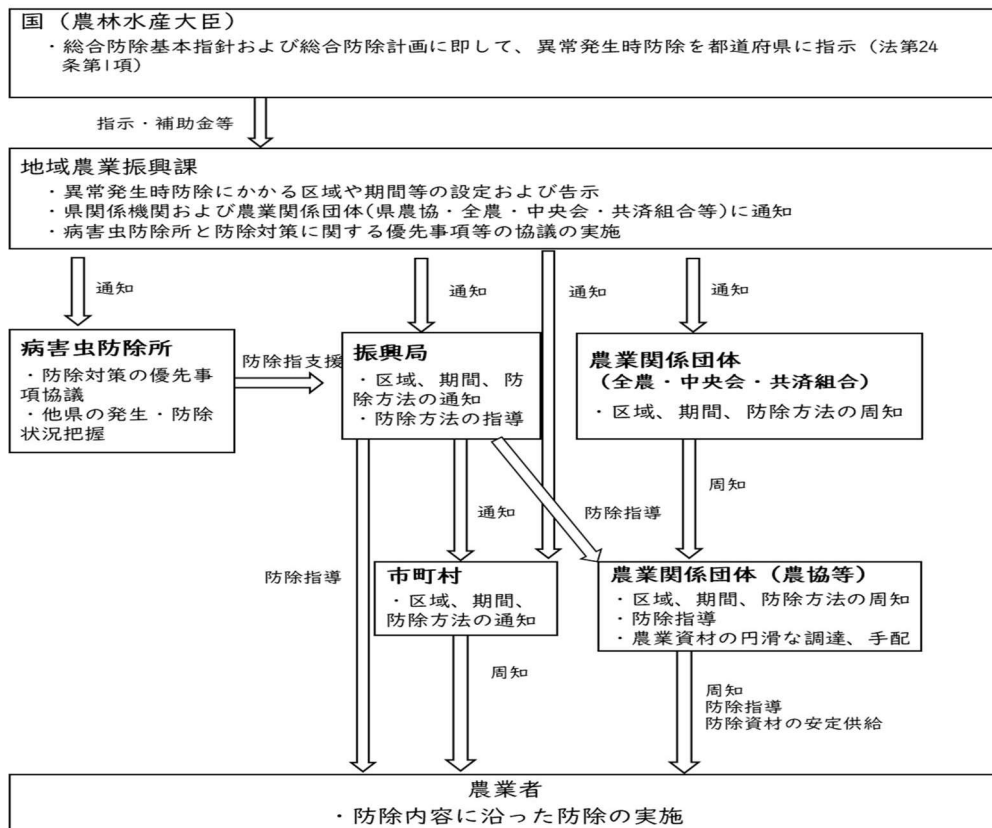 国（農林水産大臣）
・総合防除基本指針および総合防除計画に即して、異常発生時防除を都道府県に指示（法第24
条第1項）
指示・補助金等
地域農業振興課
・異常発生時防除にかかる区域や期間等の設定および告示
・県関係機関および農業関係団体(県農協・全農・中央会・共済組合等)に通知
・病害虫防除所と防除対策に関する優先事項等の協議の実施
通知
通知
通知
通知
病害虫防除所
・防除対策の優先事
項協議
・他県の発生・防除
状況把握
防除指支援
振興局
・区域、期間、防
除方法の通知
・防除方法の指導
農業関係団体
（全農・中央会・共済組合）
・区域、期間、防除方法の周知
防除指導
通知
防除指導
周知
市町村
・区域、期間、
防除方法の通知
農業関係団体（農協等）
・区域、期間、防除方法の周知
・防除指導
・農業資材の円滑な調達、手配
周知
周知
防除指導
防除資材の安定供給
農業者
・防除内容に沿った防除の実施